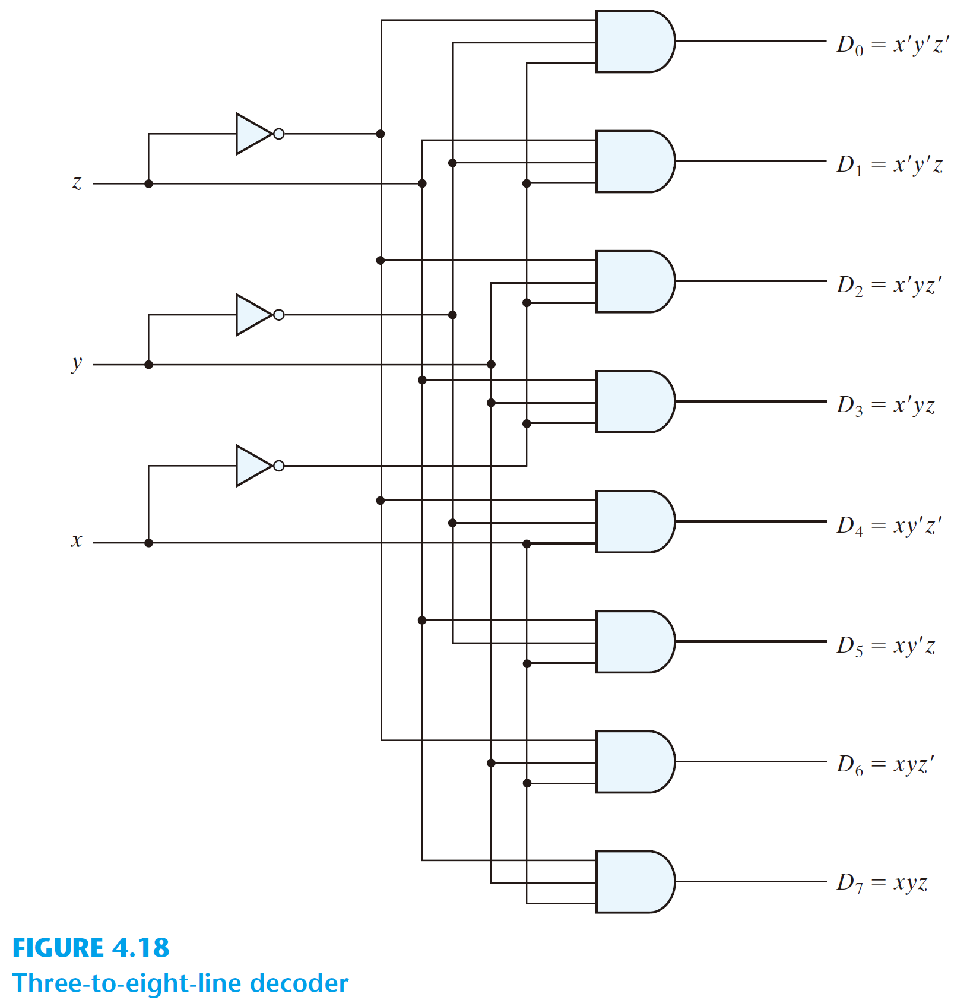 D₀ = x′y′z′
z
D₁ = x′y′z
D₂ = x′yz′
y
D₃ = x′yz
x
D₄ = xy′z′
D₅ = xy′z
D₆ = xyz′
D₇ = xyz
FIGURE 4.18
Three-to-eight-line decoder